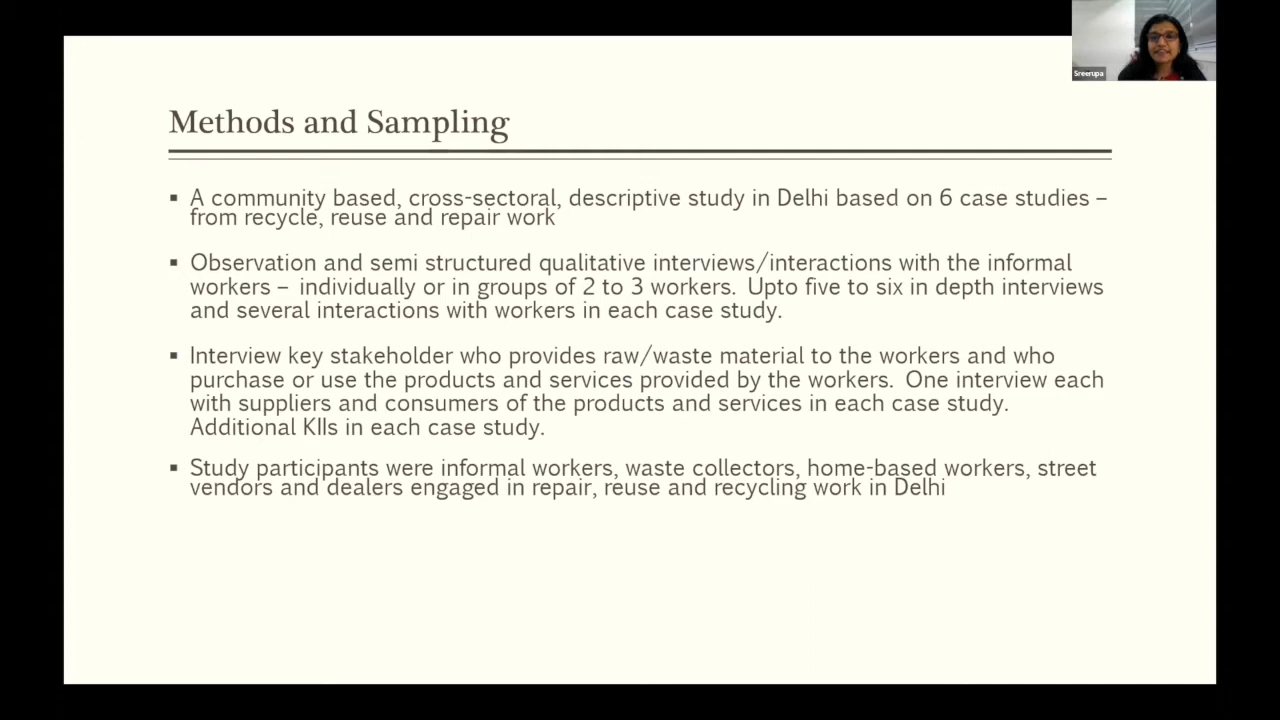 Sreerupa
Methods and Sampling
▪ A community based, cross-sectoral, descriptive study in Delhi based on 6 case studies –
from recycle, reuse and repair work
▪ Observation and semi structured qualitative interviews/interactions with the informal
workers – individually or in groups of 2 to 3 workers. Upto five to six in depth interviews
and several interactions with workers in each case study.
▪ Interview key stakeholder who provides raw/waste material to the workers and who
purchase or use the products and services provided by the workers. One interview each
with suppliers and consumers of the products and services in each case study.
Additional KIIs in each case study.
▪ Study participants were informal workers, waste collectors, home-based workers, street
vendors and dealers engaged in repair, reuse and recycling work in Delhi